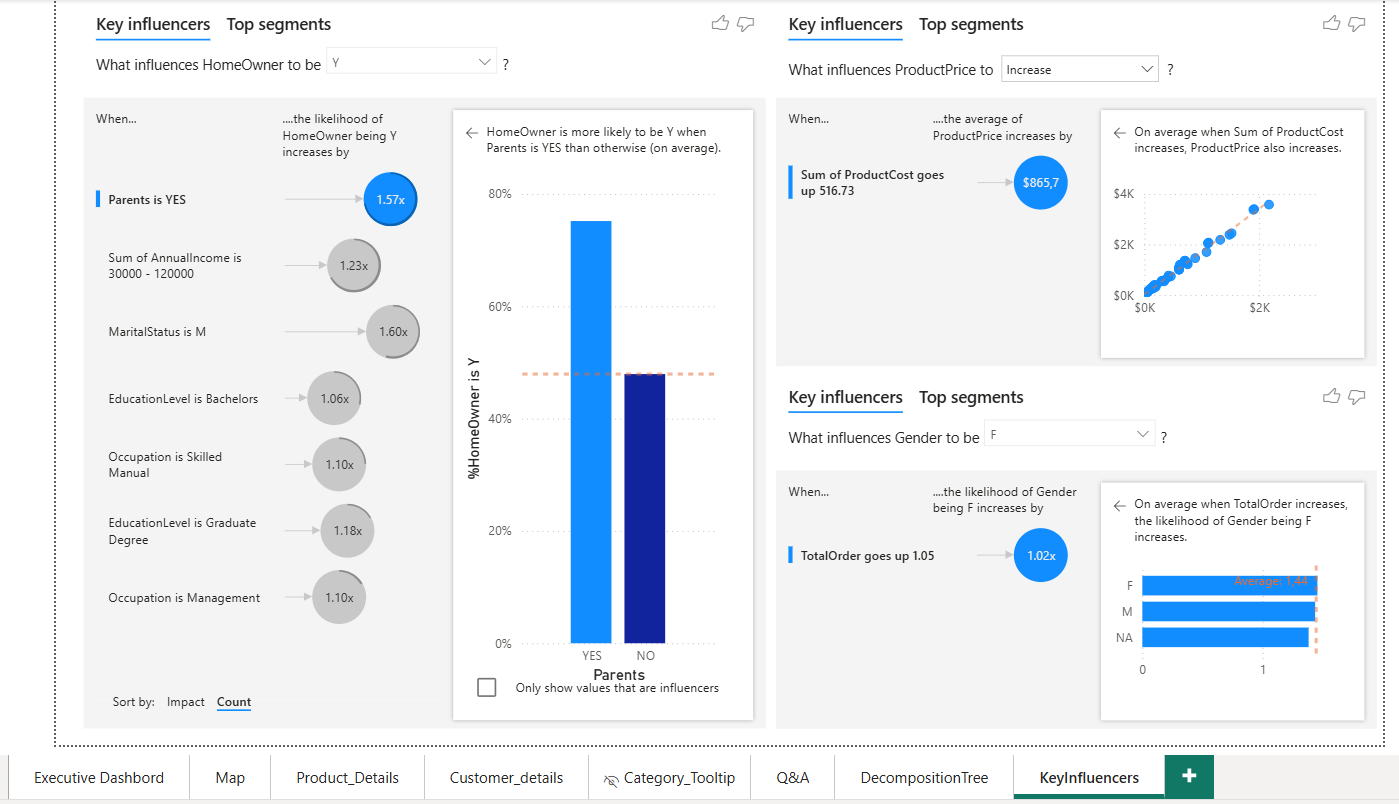 Key influencers Top segments
What influences HomeOwner to be Y ?
When...
....the likelihood of
HomeOwner being Y
increases by
Parents is YES
1.57x
Sum of AnnualIncome is
30000 - 120000
1.23x
MaritalStatus is M
1.60x
EducationLevel is Bachelors
1.06x
Occupation is Skilled
Manual
1.10x
EducationLevel is Graduate
Degree
1.18x
Occupation is Management
1.10x
Sort by: Impact Count
← HomeOwner is more likely to be Y when
Parents is YES than otherwise (on average).
%HomeOwner is Y
80%
60%
40%
20%
0%
YES NO
Parents
Only show values that are influencers
Key influencers Top segments
What influences ProductPrice to Increase ?
When...
....the average of
ProductPrice increases by
Sum of ProductCost goes
up 516.73
$865,7
← On average when Sum of ProductCost
increases, ProductPrice also increases.
$4K
$2K
$0K
$0K $2K
Key influencers Top segments
What influences Gender to be F ?
When...
....the likelihood of Gender
being F increases by
TotalOrder goes up 1.05
1.02x
← On average when TotalOrder increases,
the likelihood of Gender being F
increases.
Average: 1,44
F
M
NA
0 1
Executive Dashbord Map Product_Details Customer_details Category_Tooltip Q&A DecompositionTree KeyInfluencers +